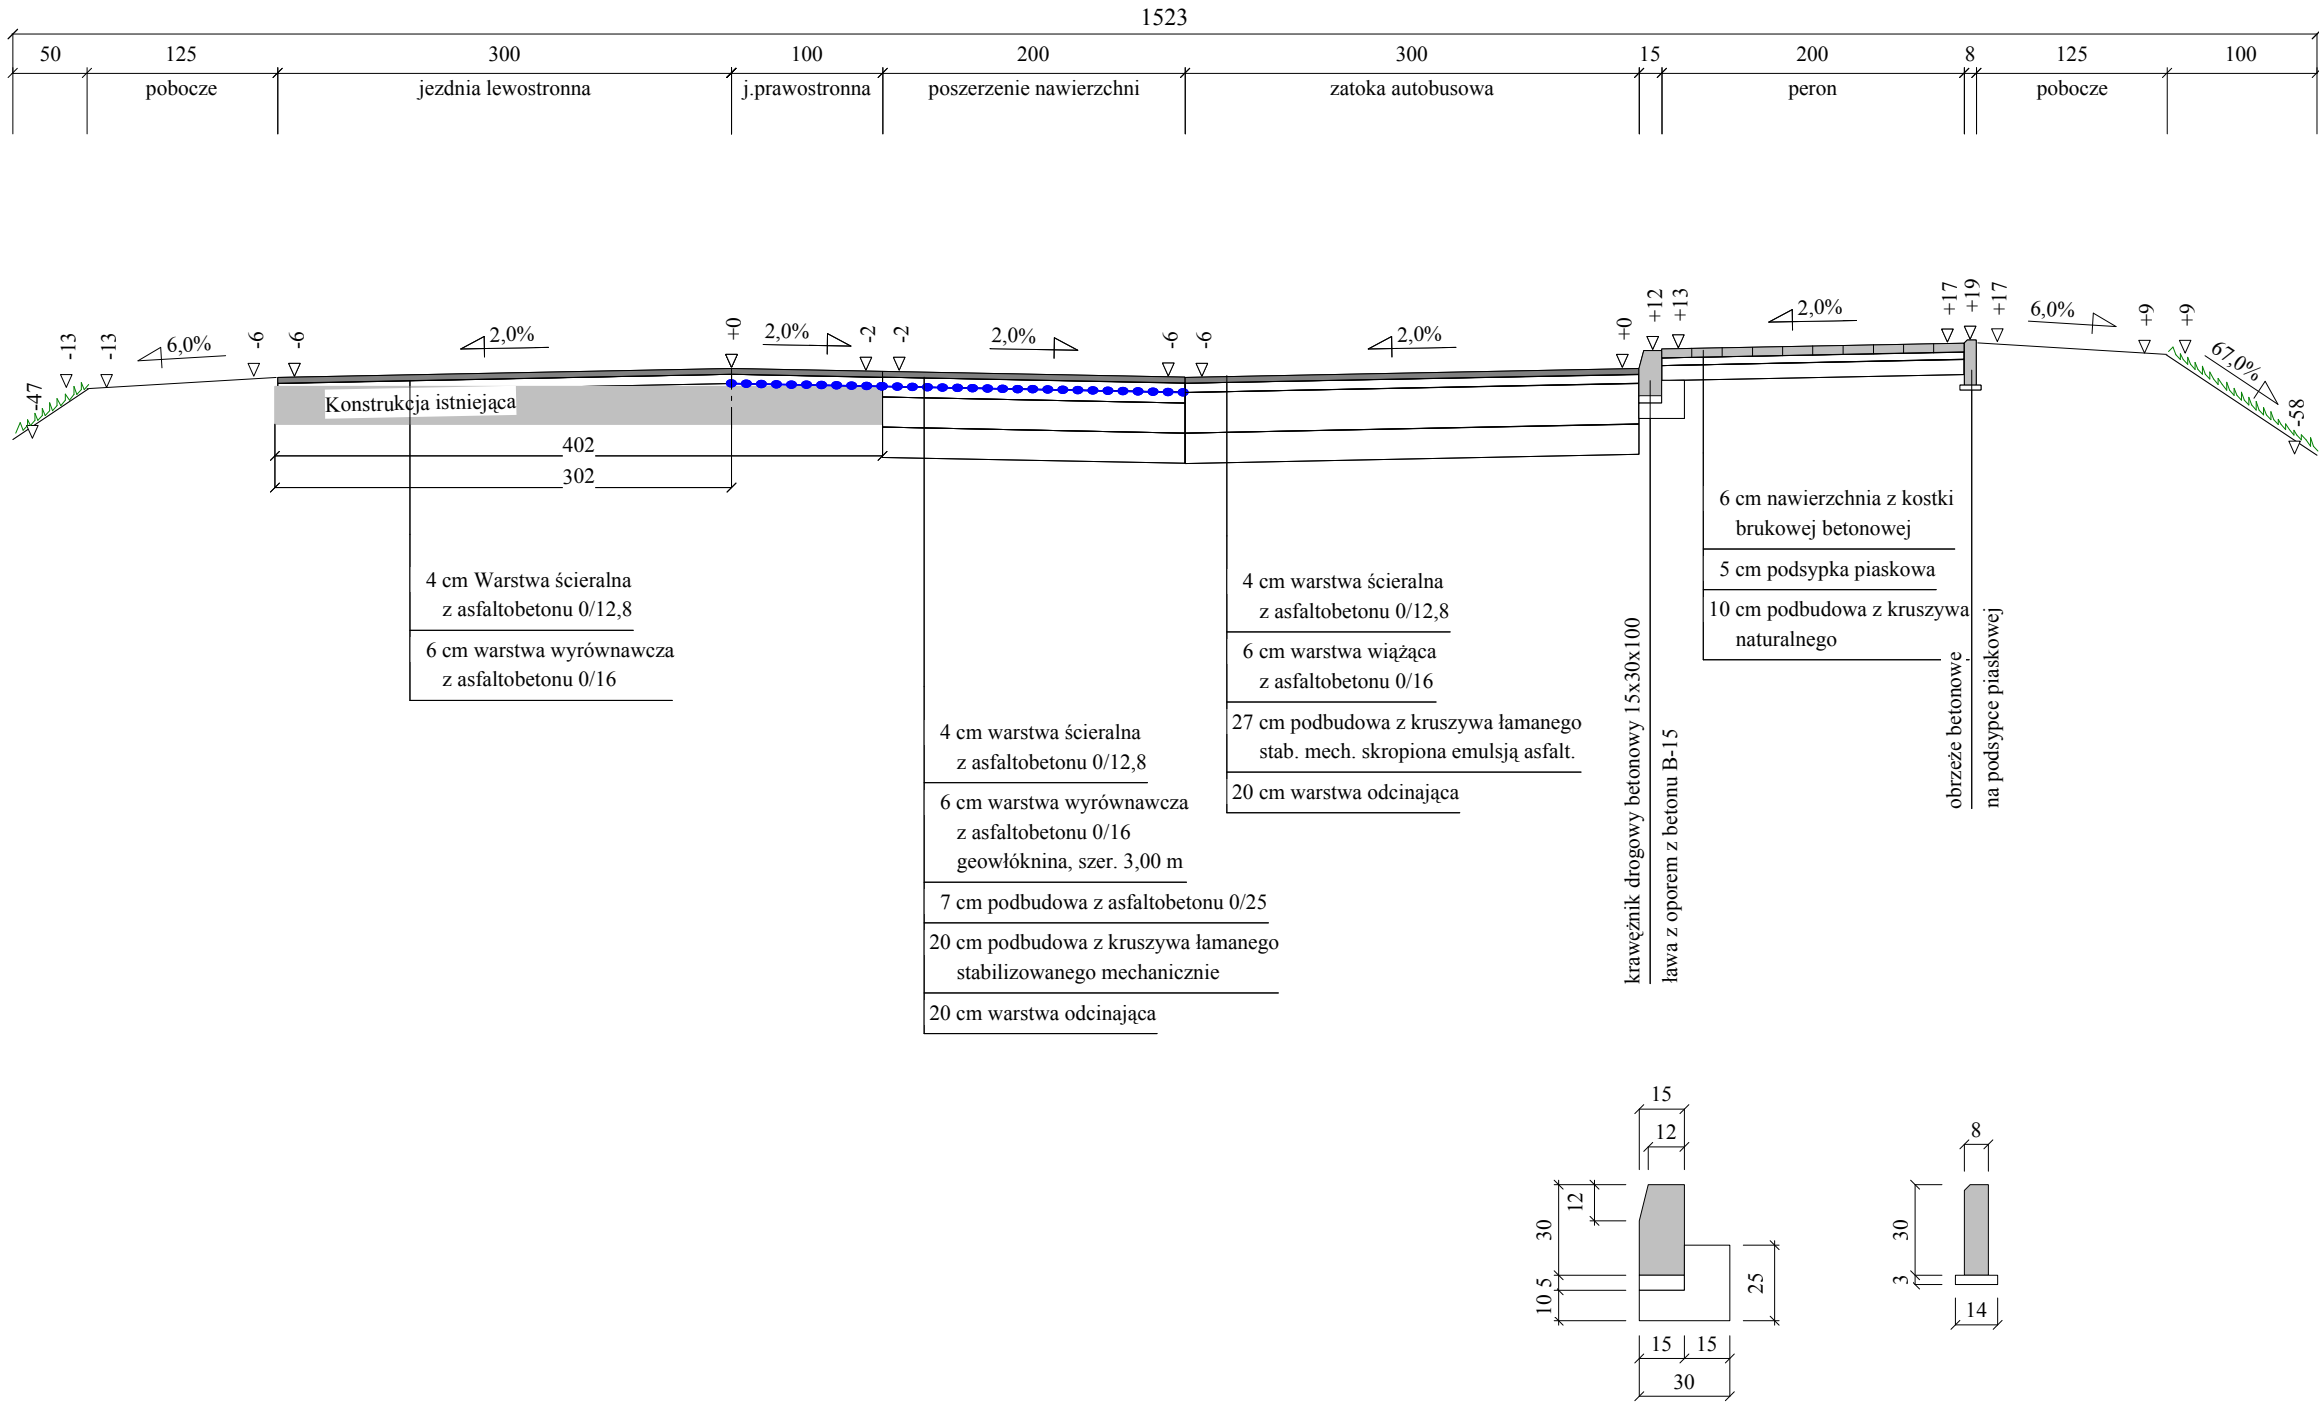 1523
50 125 300 100 200 300 15 200 8 125 100
pobocze jezdnia lewostronna j.prawostronna poszerzenie nawierzchni zatoka autobusowa peron pobocze
-47 -13 -13 6,0% -6 -6 2,0% +0 2,0% -2 -2 2,0% -6 -6 2,0% +0 +12 +13 2,0% +17 +19 +17 6,0% +9 +9 67,0% -58
Konstrukcja istniejąca
402
302
4 cm Warstwa ścieralna
z asfaltobetonu 0/12,8
6 cm warstwa wyrównawcza
z asfaltobetonu 0/16
4 cm warstwa ścieralna
z asfaltobetonu 0/12,8
6 cm warstwa wyrównawcza
z asfaltobetonu 0/16
geowłóknina, szer. 3,00 m
7 cm podbudowa z asfaltobetonu 0/25
20 cm podbudowa z kruszywa łamanego
stabilizowanego mechanicznie
20 cm warstwa odcinająca
4 cm warstwa ścieralna
z asfaltobetonu 0/12,8
6 cm warstwa wiążąca
z asfaltobetonu 0/16
27 cm podbudowa z kruszywa łamanego
stab. mech. skropiona emulsją asfalt.
20 cm warstwa odcinająca
krawężnik drogowy betonowy 15x30x100
ława z oporem z betonu B-15
6 cm nawierzchnia z kostki
brukowej betonowej
5 cm podsypka piaskowa
10 cm podbudowa z kruszywa
naturalnego
obrzeże betonowe
na podsypce piaskowej
15
12
12
30
5
10
25
15 15
30
8
30
3
14